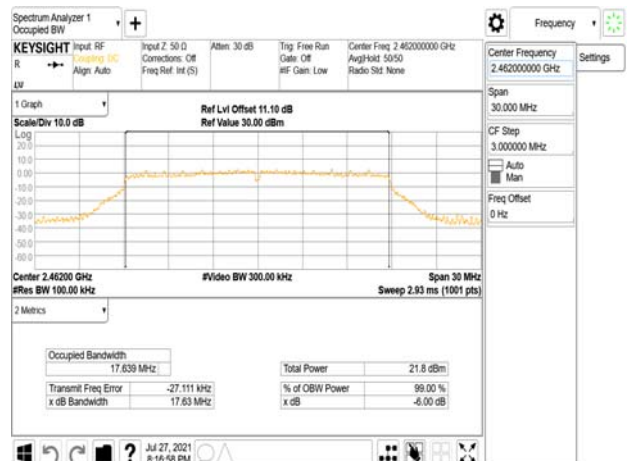 Spectrum Analyzer 1
Occupied BW
Frequency
KEYSIGHT
R
Input: RF
Coupling: DC
Align: Auto
Input Z: 50 Ω
Corrections: Off
Freq Ref: Int (S)
Atten: 30 dB
Trig: Free Run
Gate: Off
#IF Gain: Low
Center Freq: 2.462000000 GHz
Avg|Hold: 50/50
Radio Std: None
1 Graph
Scale/Div 10.0 dB
Ref Lvl Offset 11.10 dB
Ref Value 30.00 dBm
Log
20.0
10.0
0.00
-10.0
-20.0
-30.0
-40.0
-50.0
-60.0
Center 2.46200 GHz
#Res BW 100.00 kHz
#Video BW 300.00 kHz
Span 30 MHz
Sweep 2.93 ms (1001 pts)
2 Metrics
Occupied Bandwidth
17.639 MHz
Transmit Freq Error -27.111 kHz
x dB Bandwidth 17.63 MHz
Total Power 21.8 dBm
% of OBW Power 99.00 %
x dB -6.00 dB
Center Frequency
2.462000000 GHz
Settings
Span
30.000 MHz
CF Step
3.000000 MHz
Auto
Man
Freq Offset
0 Hz
?
Jul 27, 2021
8:16:58 PM